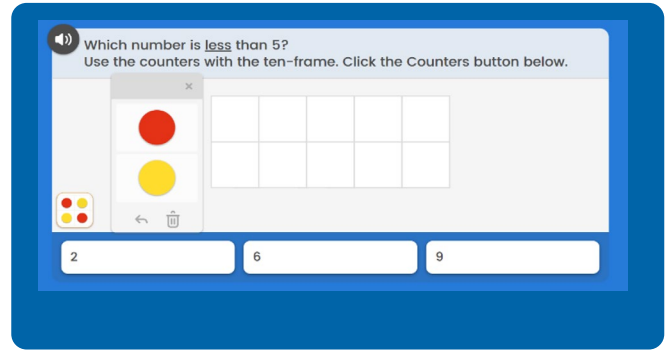 Which number is less than 5?
Use the counters with the ten-frame. Click the Counters button below.
2
6
9